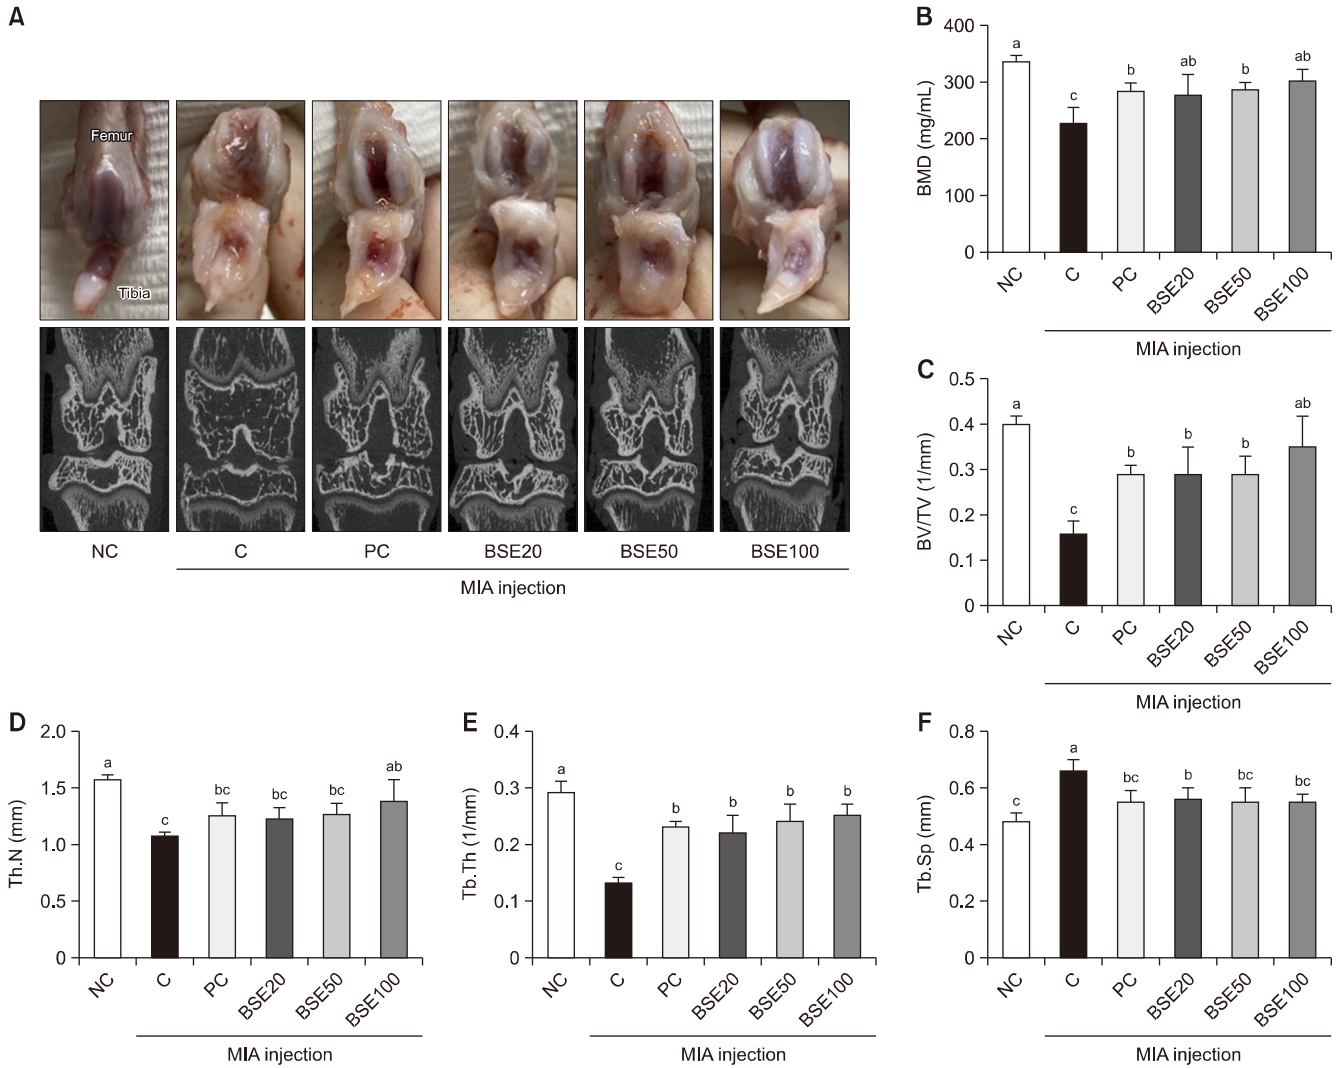 A
Femur
Tibia
NC
C
PC
BSE20
BSE50
BSE100
MIA injection
B
BMD (mg/mL)
400
300
200
100
0
a
c
b
ab
b
ab
NC
C
PC
BSE20
BSE50
BSE100
MIA injection
C
BV/TV (1/mm)
0.5
0.4
0.3
0.2
0.1
0
a
c
b
b
b
ab
NC
C
PC
BSE20
BSE50
BSE100
MIA injection
D
Th.N (mm)
2.0
1.5
1.0
0.5
0
a
c
bc
bc
bc
ab
NC
C
PC
BSE20
BSE50
BSE100
MIA injection
E
Tb.Th (1/mm)
0.4
0.3
0.2
0.1
0
a
c
b
b
b
b
NC
C
PC
BSE20
BSE50
BSE100
MIA injection
F
Tb.Sp (mm)
0.8
0.6
0.4
0.2
0
c
a
bc
b
bc
bc
NC
C
PC
BSE20
BSE50
BSE100
MIA injection